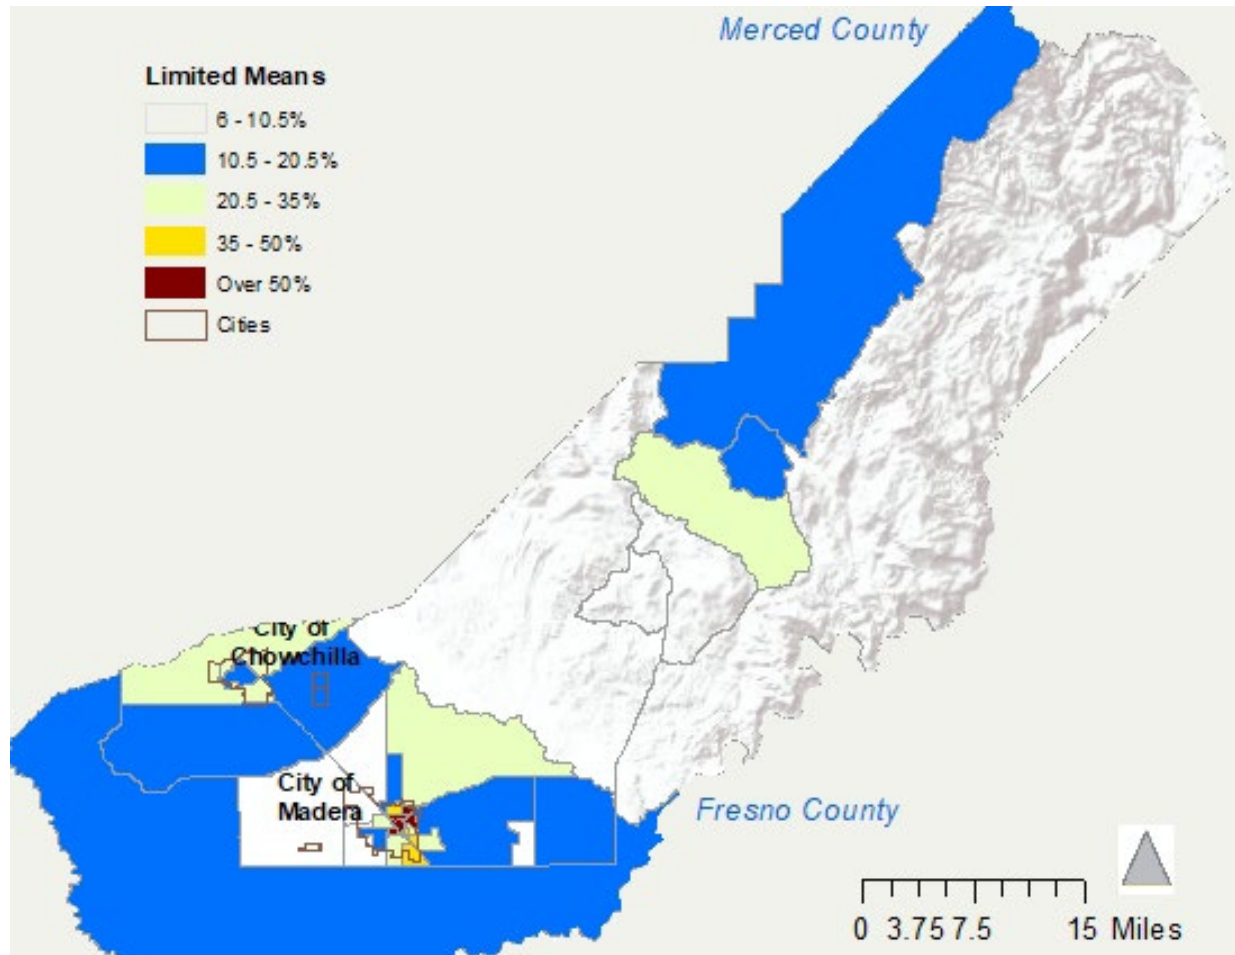 Merced County
Limited Means
6 - 10.5%
10.5 - 20.5%
20.5 - 35%
35 - 50%
Over 50%
Cities
City of
Chowchilla
City of
Madera
Fresno County
0 3.75 7.5 15 Miles